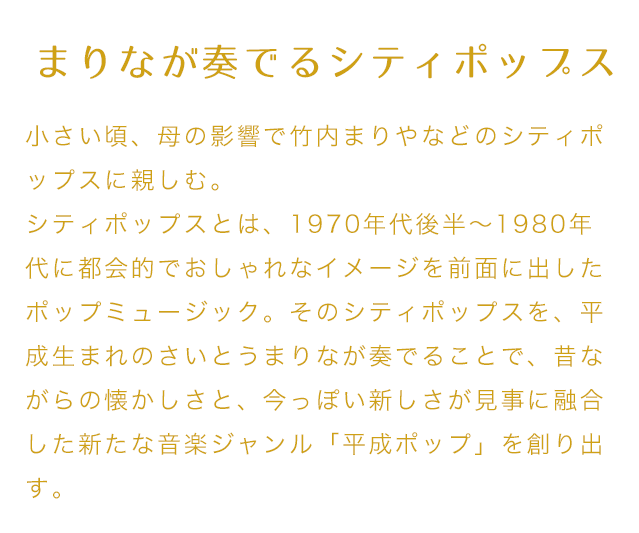 まりなが奏でるシティポップス
小さい頃、母の影響で竹内まりやなどのシティポ
ップスに親しむ。
シティポップスとは、1970年代後半〜1980年
代に都会的でおしゃれなイメージを前面に出した
ポップミュージック。そのシティポップスを、平
成生まれのさいとうまりなが奏でることで、昔な
がらの懐かしさと、今っぽい新しさが見事に融合
した新たな音楽ジャンル「平成ポップ」を創り出
す。